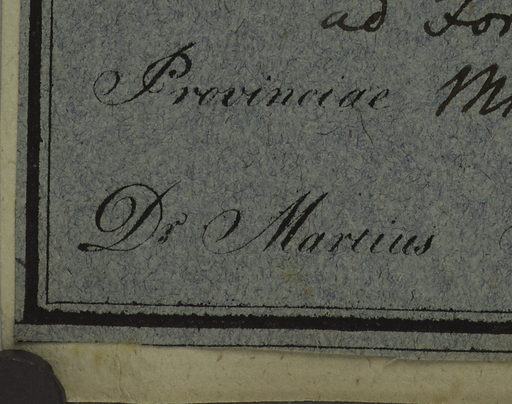 ad
Provinciae
Dr Martius